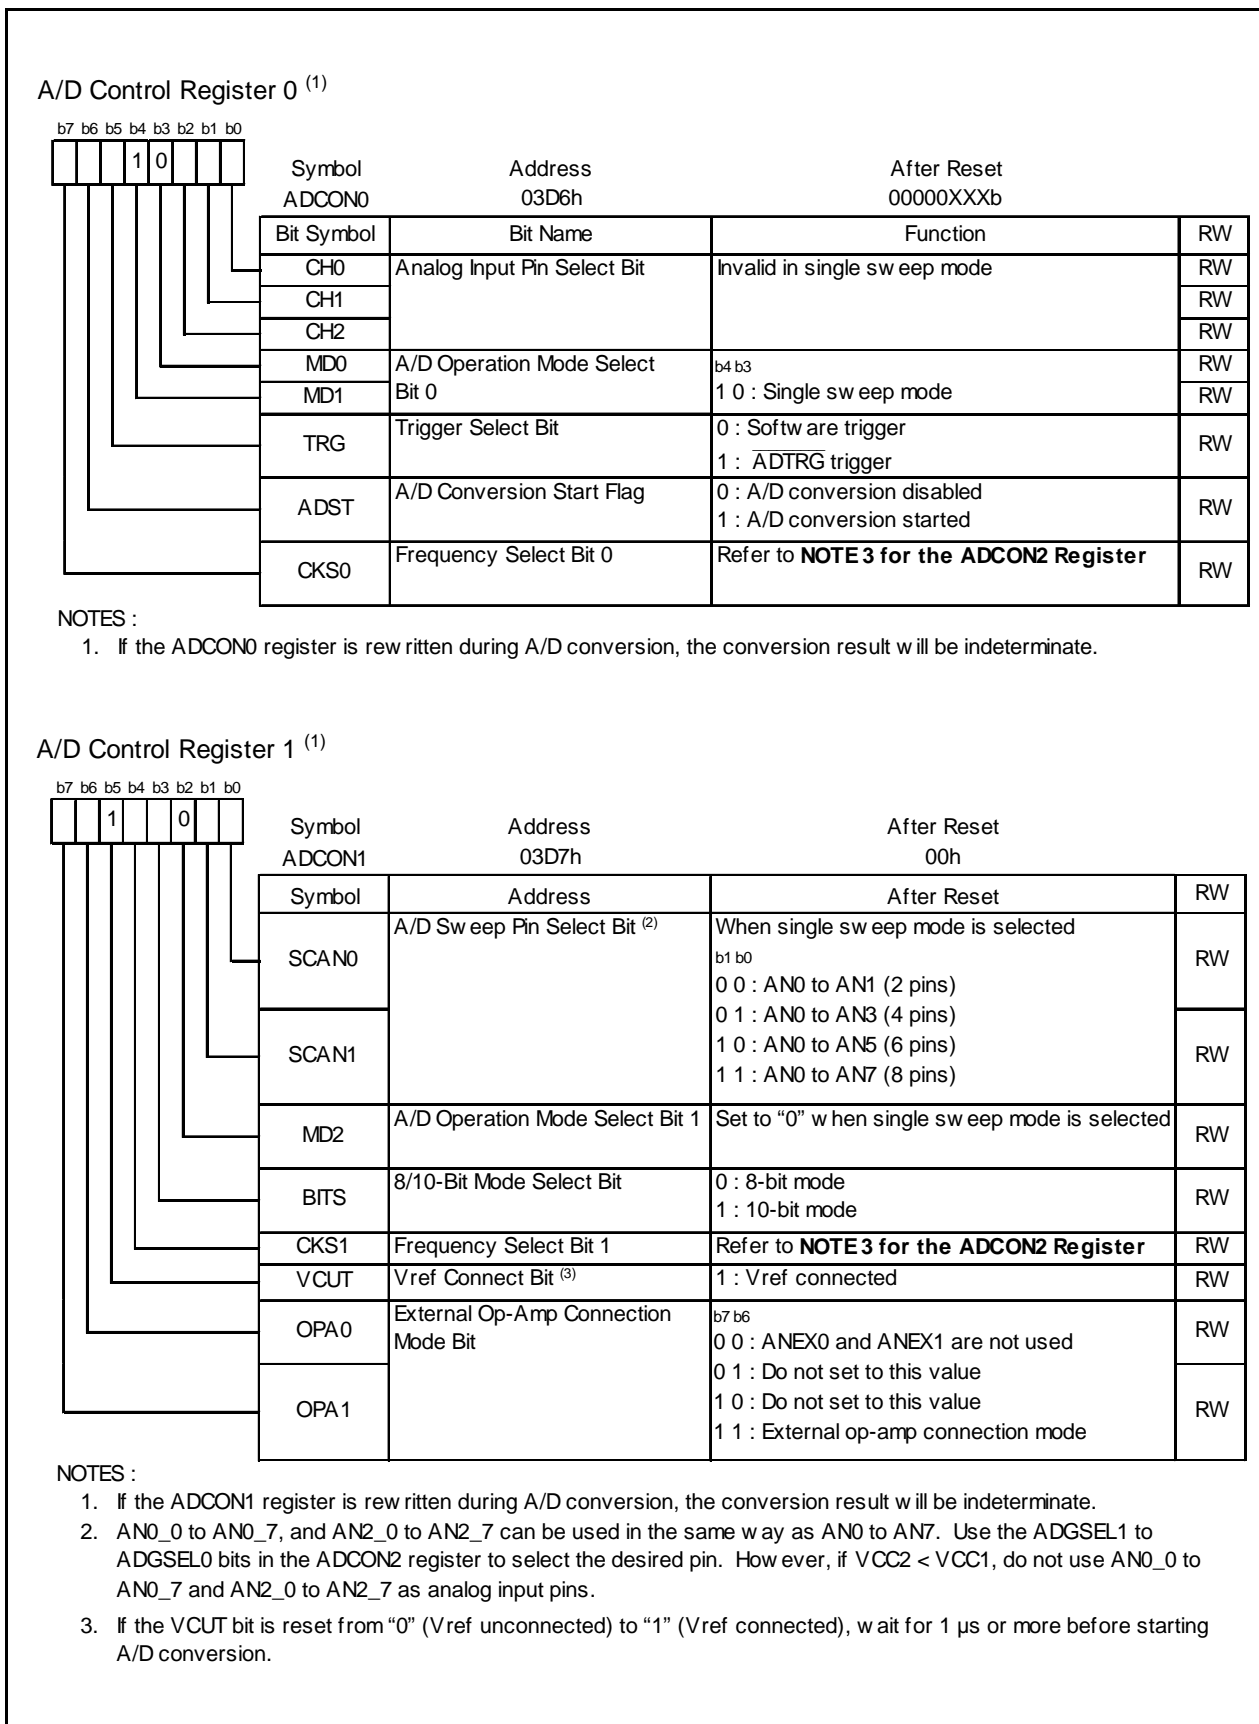 A/D Control Register 0 (1)
b7 b6 b5 b4 b3 b2 b1 b0
1 0
Symbol Address After Reset
ADCON0 03D6h 00000XXXb
Bit Symbol Bit Name Function RW
CH0 Analog Input Pin Select Bit Invalid in single sweep mode RW
CH1 RW
CH2 RW
MD0 A/D Operation Mode Select b4 b3 RW
MD1 Bit 0 1 0 : Single sweep mode RW
TRG Trigger Select Bit 0 : Software trigger RW
1 : ADTRG trigger
ADST A/D Conversion Start Flag 0 : A/D conversion disabled RW
1 : A/D conversion started
CKS0 Frequency Select Bit 0 Refer to NOTE 3 for the ADCON2 Register RW
NOTES :
1. If the ADCON0 register is rewritten during A/D conversion, the conversion result will be indeterminate.
A/D Control Register 1 (1)
b7 b6 b5 b4 b3 b2 b1 b0
1 0
Symbol Address After Reset
ADCON1 03D7h 00h
Symbol Address After Reset RW
A/D Sweep Pin Select Bit (2) When single sweep mode is selected
SCAN0 b1 b0 RW
0 0 : AN0 to AN1 (2 pins)
0 1 : AN0 to AN3 (4 pins)
SCAN1 1 0 : AN0 to AN5 (6 pins) RW
1 1 : AN0 to AN7 (8 pins)
MD2 A/D Operation Mode Select Bit 1 Set to “0” when single sweep mode is selected RW
BITS 8/10-Bit Mode Select Bit 0 : 8-bit mode RW
1 : 10-bit mode
CKS1 Frequency Select Bit 1 Refer to NOTE 3 for the ADCON2 Register RW
VCUT Vref Connect Bit (3) 1 : Vref connected RW
OPA0 External Op-Amp Connection b7 b6 RW
Mode Bit 0 0 : ANEX0 and ANEX1 are not used
0 1 : Do not set to this value
OPA1 1 0 : Do not set to this value RW
1 1 : External op-amp connection mode
NOTES :
1. If the ADCON1 register is rewritten during A/D conversion, the conversion result will be indeterminate.
2. AN0_0 to AN0_7, and AN2_0 to AN2_7 can be used in the same way as AN0 to AN7. Use the ADGSEL1 to
ADGSEL0 bits in the ADCON2 register to select the desired pin. However, if VCC2 < VCC1, do not use AN0_0 to
AN0_7 and AN2_0 to AN2_7 as analog input pins.
3. If the VCUT bit is reset from “0” (Vref unconnected) to “1” (Vref connected), wait for 1 µs or more before starting
A/D conversion.